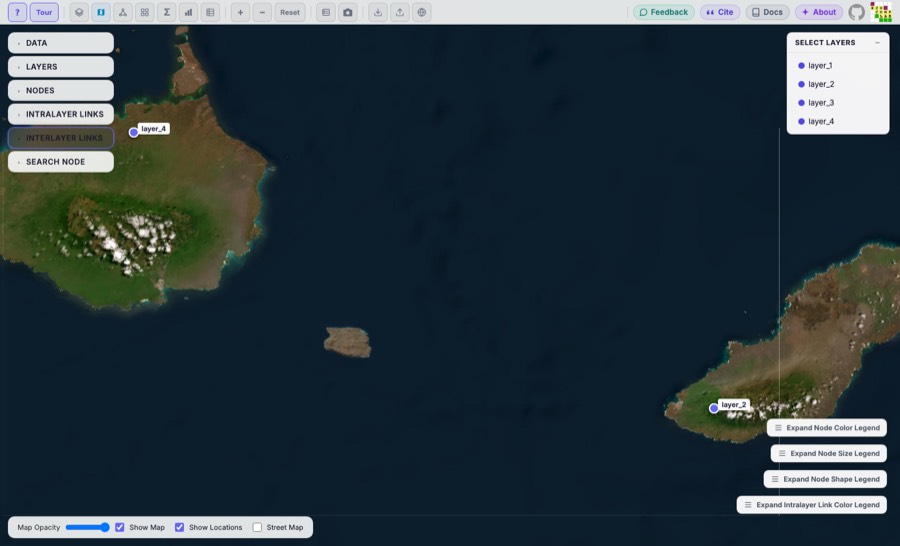 ? Tour Σ + − Reset Feedback Cite Docs About
DATA
LAYERS
NODES
INTRALAYER LINKS
INTERLAYER LINKS
SEARCH NODE
layer_4
SELECT LAYERS −
layer_1
layer_2
layer_3
layer_4
layer_2
Expand Node Color Legend
Expand Node Size Legend
Expand Node Shape Legend
Expand Intralayer Link Color Legend
Map Opacity Show Map Show Locations Street Map